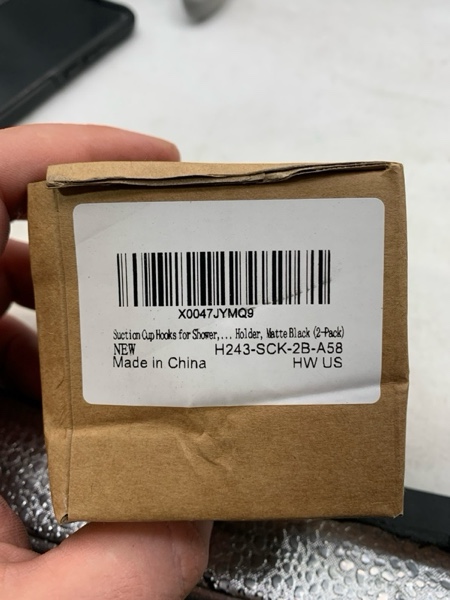 X0047JYMQ9
Suction Cup Hooks for Shower,... Holder, Matte Black (2-Pack)
NEW H243-SCK-2B-A58
Made in China HW US